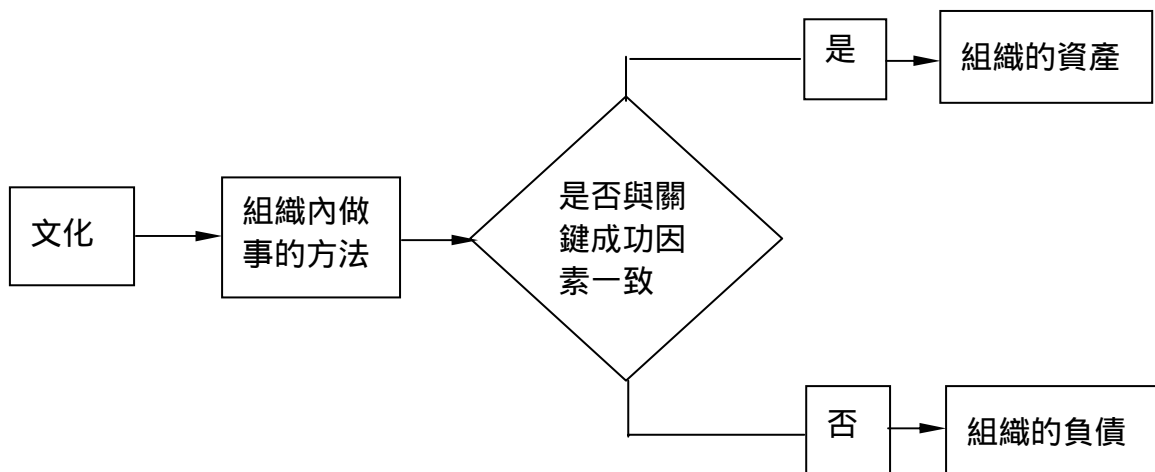 文化
組織內做
事的方法
是否與關
鍵成功因
素一致
是
組織的資產
否
組織的負債